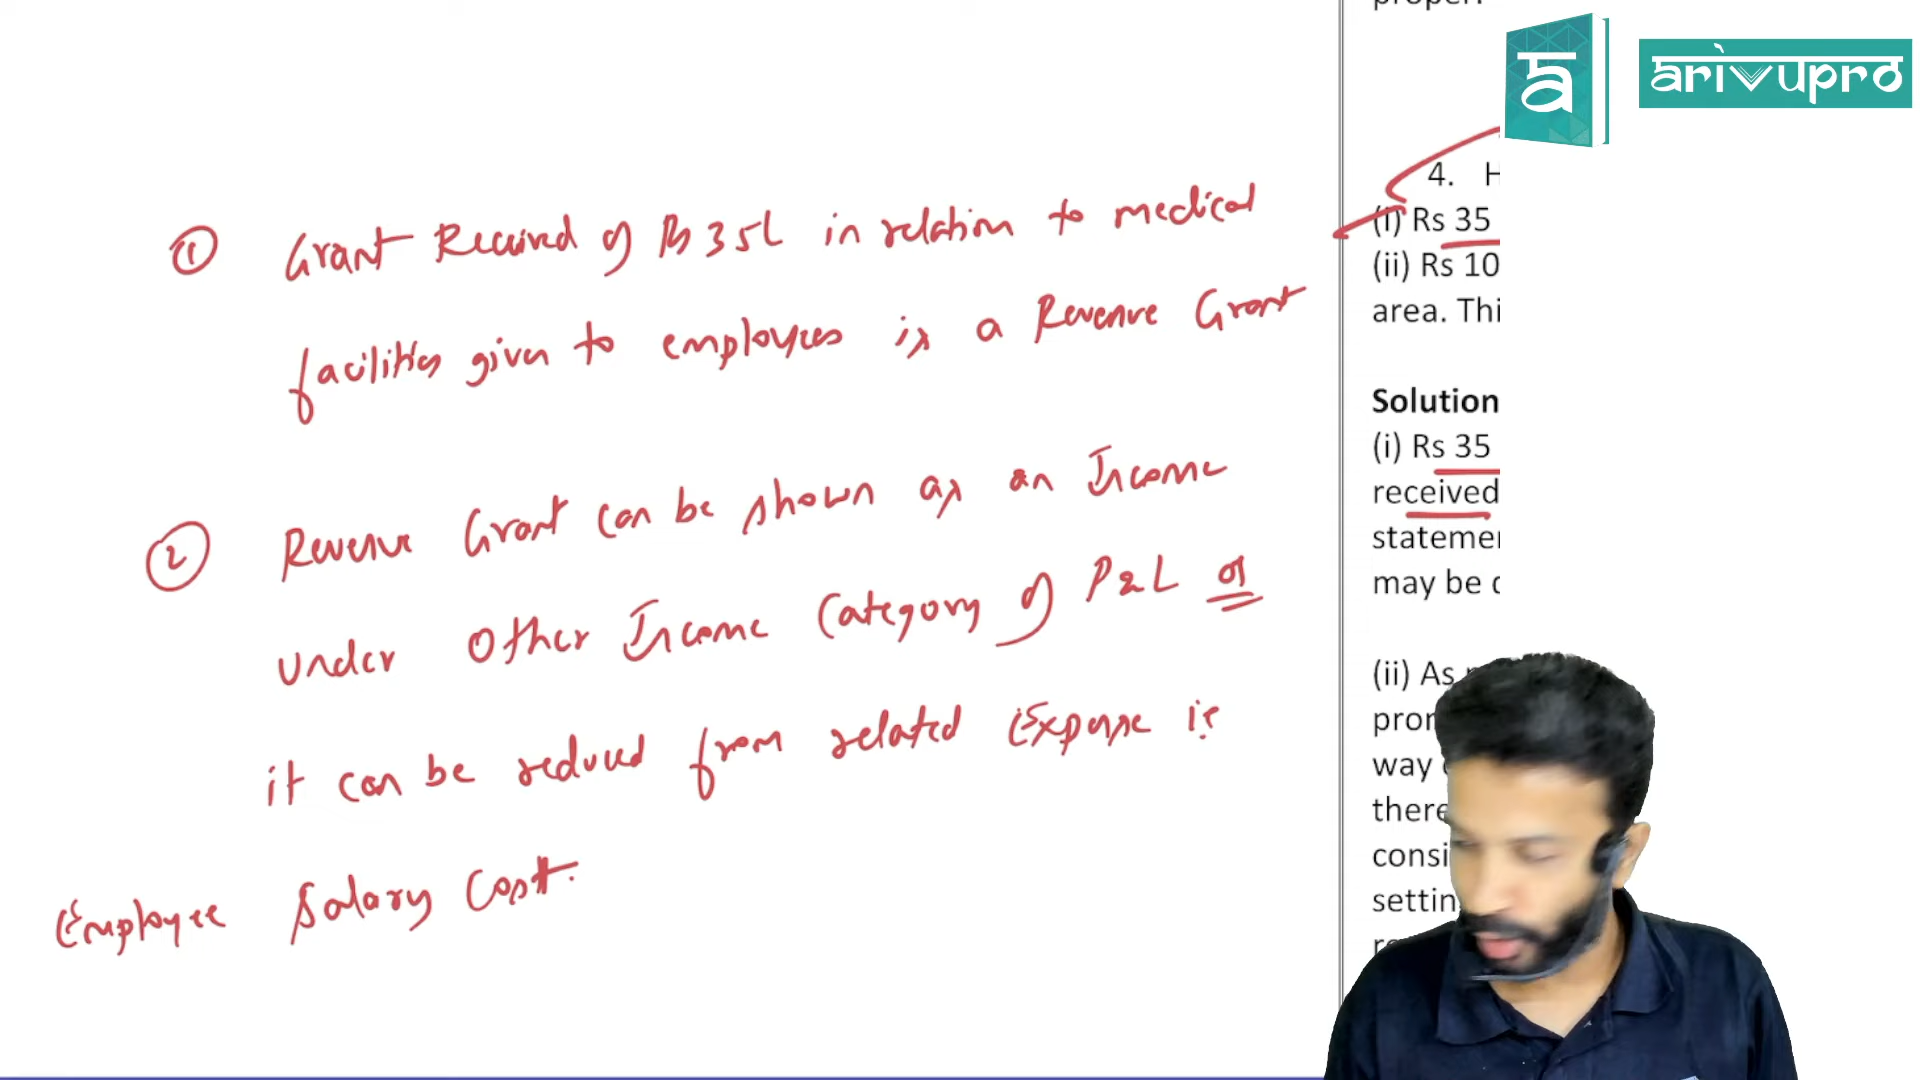 proper.
a
arivupro
① Grant Received of Rs 35L in relation to medical
facilities given to employees is a Revenue Grant
② Revenue Grant can be shown as an Income
under Other Income Category of P&L or
it can be reduced from related Expense ie
Employee Salary Cost.
4. H
(i) Rs 35
(ii) Rs 10
area. Thi
Solution
(i) Rs 35
received
statemen
may be
(ii) As
pron
way
there
consi
settin